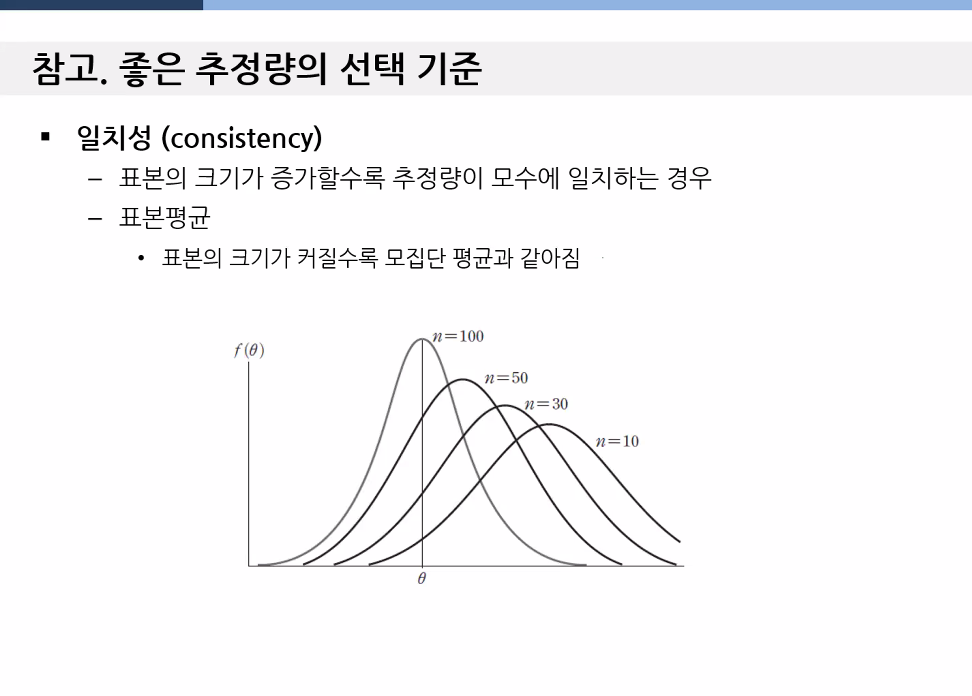 참고. 좋은 추정량의 선택 기준
▪ 일치성 (consistency)
– 표본의 크기가 증가할수록 추정량이 모수에 일치하는 경우
– 표본평균
• 표본의 크기가 커질수록 모집단 평균과 같아짐
f(θ)
n=100
n=50
n=30
n=10
θ